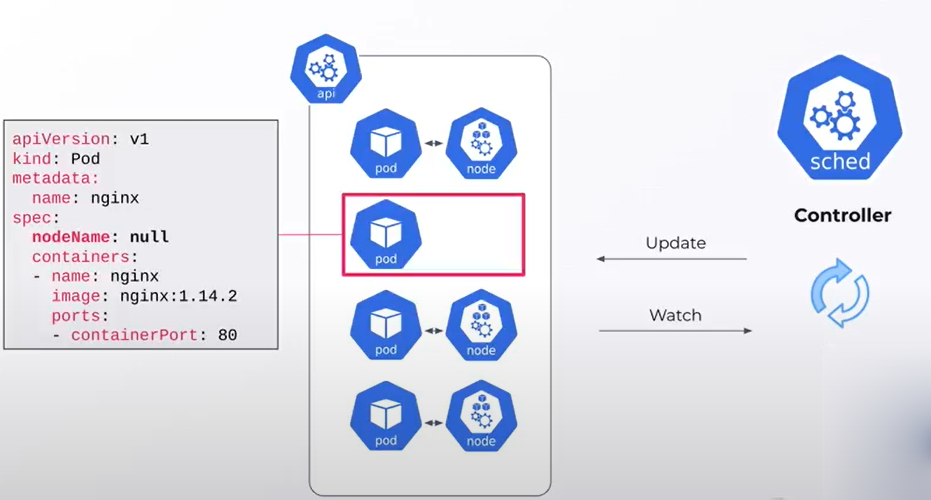 api
apiVersion: v1
kind: Pod
metadata:
  name: nginx
spec:
  nodeName: null
  containers:
  - name: nginx
    image: nginx:1.14.2
    ports:
    - containerPort: 80
pod
node
pod
pod
node
pod
node
sched
Controller
Update
Watch